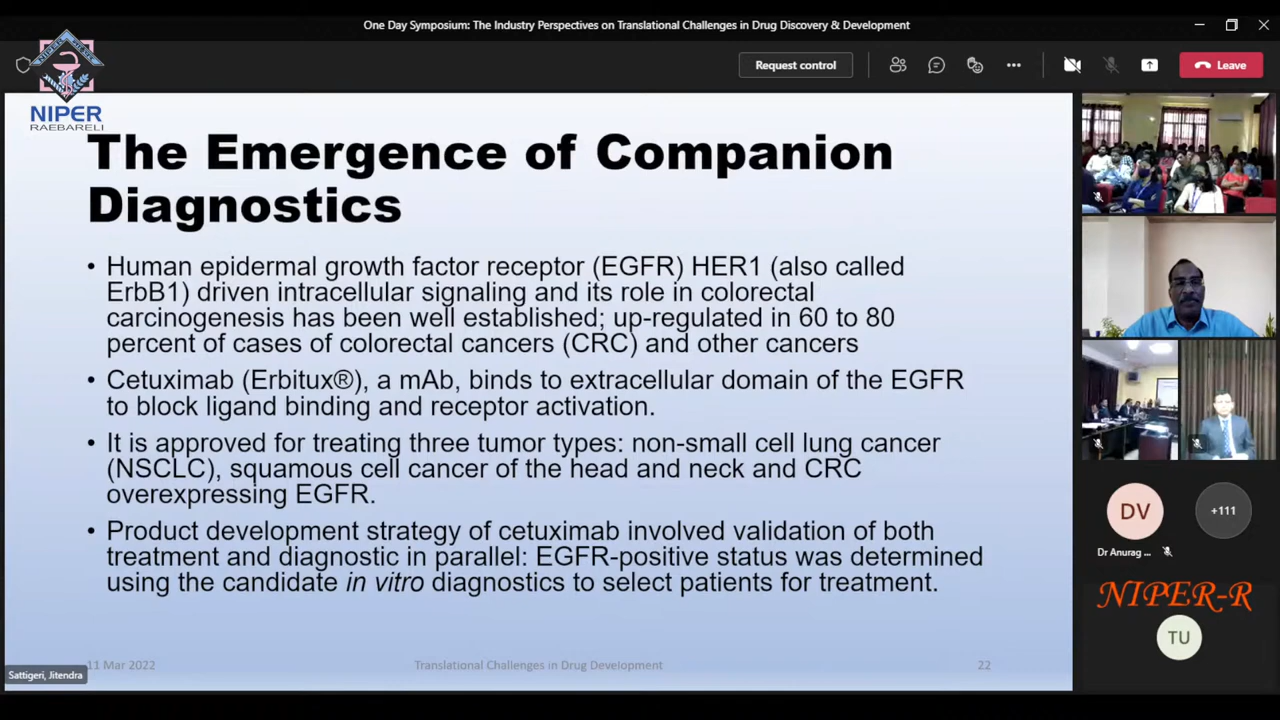 One Day Symposium: The Industry Perspectives on Translational Challenges in Drug Discovery & Development
Request control
Leave
NIPER
RAEBARELI
The Emergence of Companion
Diagnostics
• Human epidermal growth factor receptor (EGFR) HER1 (also called
ErbB1) driven intracellular signaling and its role in colorectal
carcinogenesis has been well established; up-regulated in 60 to 80
percent of cases of colorectal cancers (CRC) and other cancers
• Cetuximab (Erbitux®), a mAb, binds to extracellular domain of the EGFR
to block ligand binding and receptor activation.
• It is approved for treating three tumor types: non-small cell lung cancer
(NSCLC), squamous cell cancer of the head and neck and CRC
overexpressing EGFR.
• Product development strategy of cetuximab involved validation of both
treatment and diagnostic in parallel: EGFR-positive status was determined
using the candidate in vitro diagnostics to select patients for treatment.
11 Mar 2022
Translational Challenges in Drug Development
22
Sattigeri, Jitendra
DV
+111
Dr Anurag ...
NIPER-R
TU